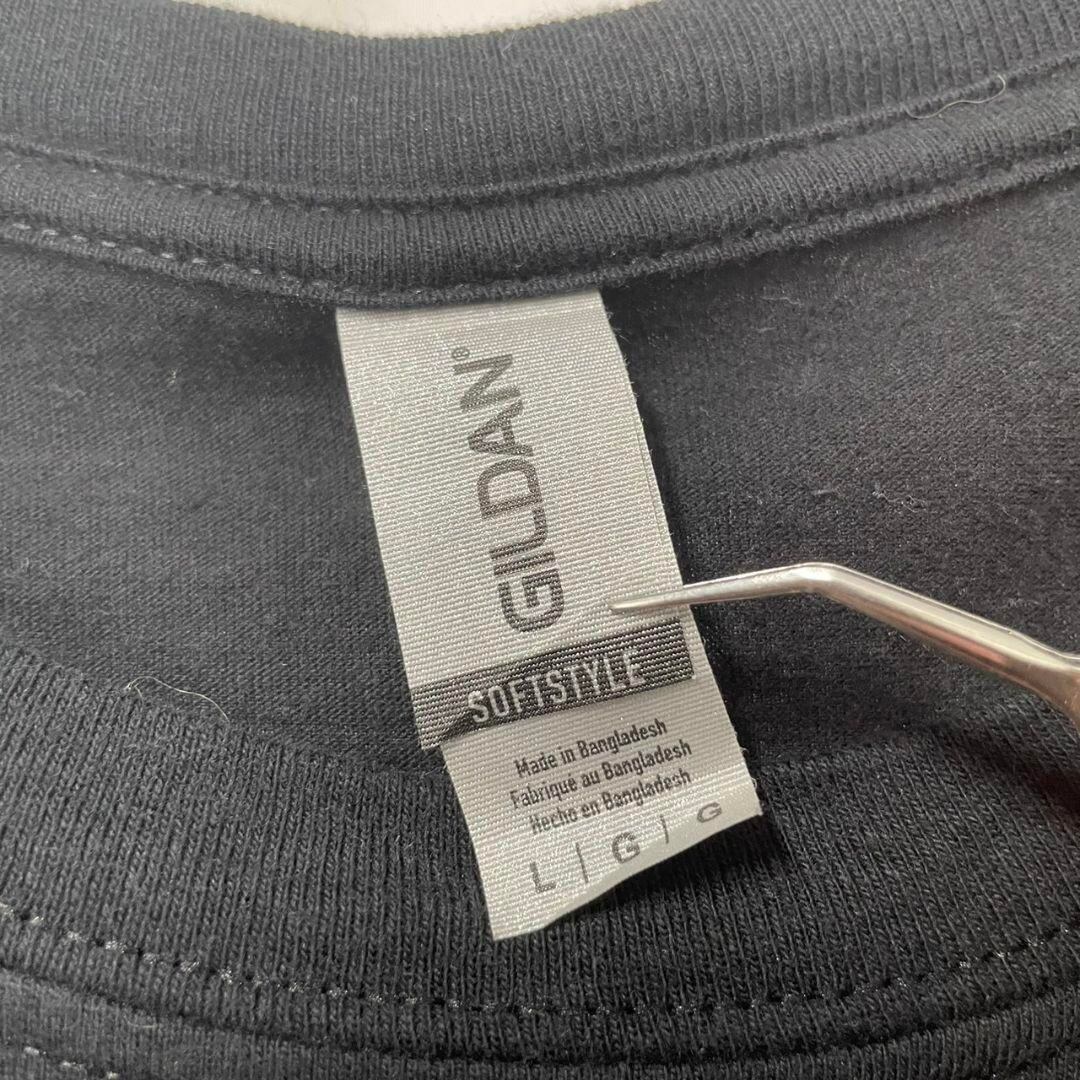 GILDAN®
SOFTSTYLE
Made in Bangladesh
Fabriqué au Bangladesh
Hecho en Bangladesh
L | G | G